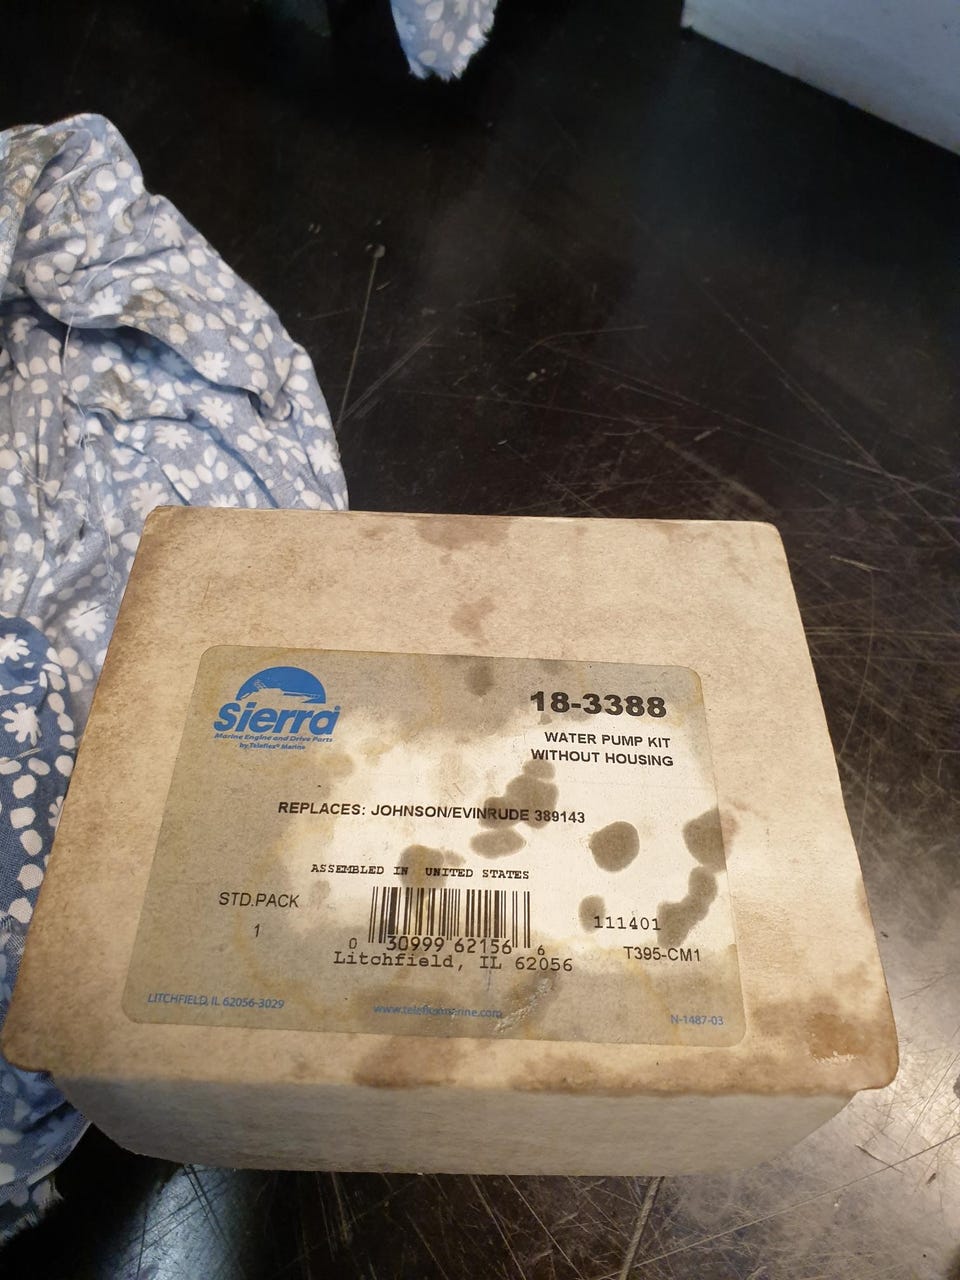 Sierra
Marine Engine and Drive Parts
by Teleflex® Marine
18-3388
WATER PUMP KIT
WITHOUT HOUSING
REPLACES: JOHNSON/EVINRUDE 389143
ASSEMBLED IN UNITED STATES
STD.PACK
1
0 30999 62156 6
111401
Litchfield, IL 62056
T395-CM1
LITCHFIELD, IL 62056-3029
www.teleflexmarine.com
N-1487-03